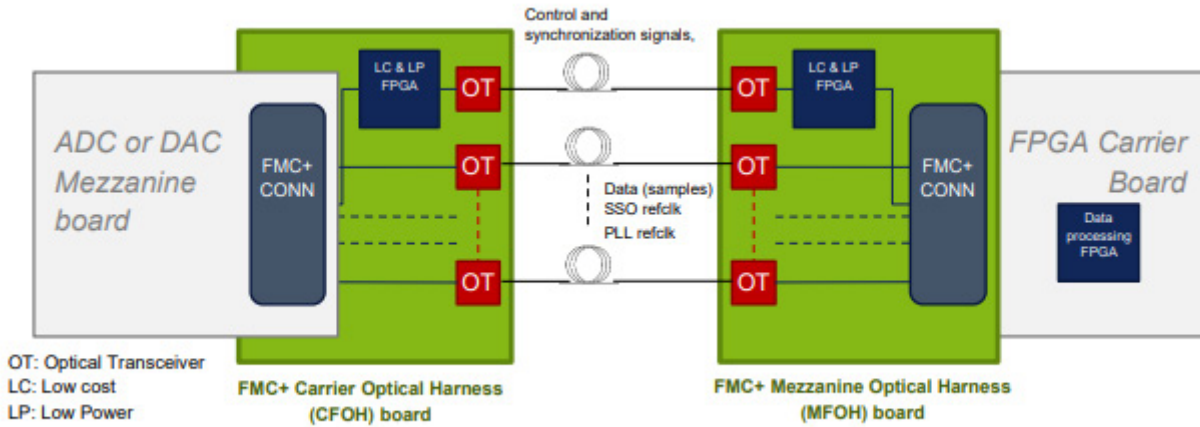 Control and
synchronization signals,
LC & LP
FPGA
OT
OT
LC & LP
FPGA
ADC or DAC
Mezzanine
board
FMC+
CONN
OT
OT
FMC+
CONN
FPGA Carrier
Board
Data (samples)
SSO refclk
PLL refclk
Data
processing
FPGA
OT
OT
OT: Optical Transceiver
LC: Low cost
LP: Low Power
FMC+ Carrier Optical Harness
(CFOH) board
FMC+ Mezzanine Optical Harness
(MFOH) board